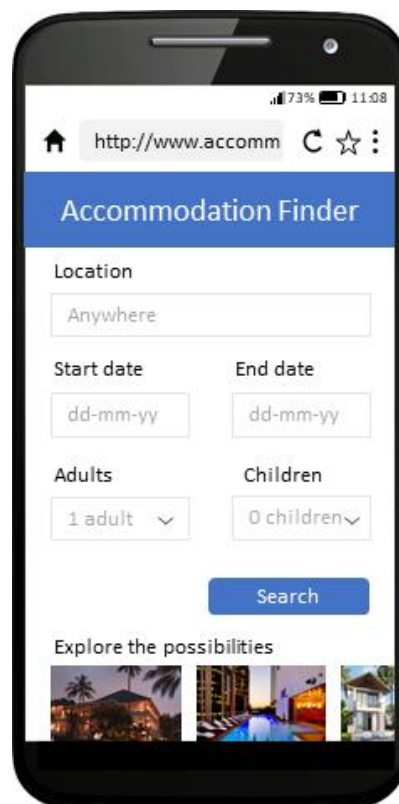 73% 11:08
http://www.accomm
Accommodation Finder
Location
Anywhere
Start date End date
dd-mm-yy dd-mm-yy
Adults Children
1 adult 0 children
Search
Explore the possibilities